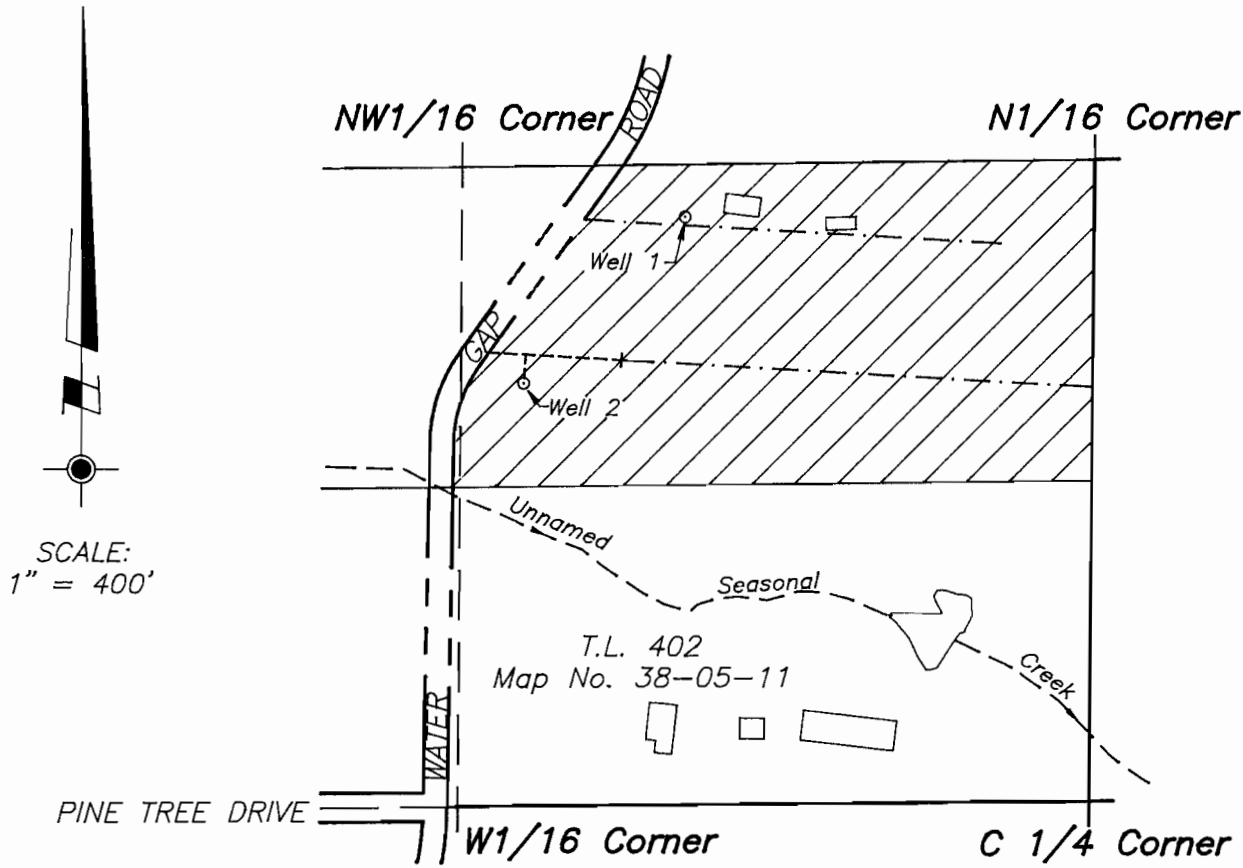 NW1/16 Corner
ROAD
N1/16 Corner
Well 1
GAP
Well 2
SCALE:
1" = 400'
Unnamed
Seasonal
Creek
T.L. 402
Map No. 38-05-11
WATER
PINE TREE DRIVE
W1/16 Corner
C 1/4 Corner